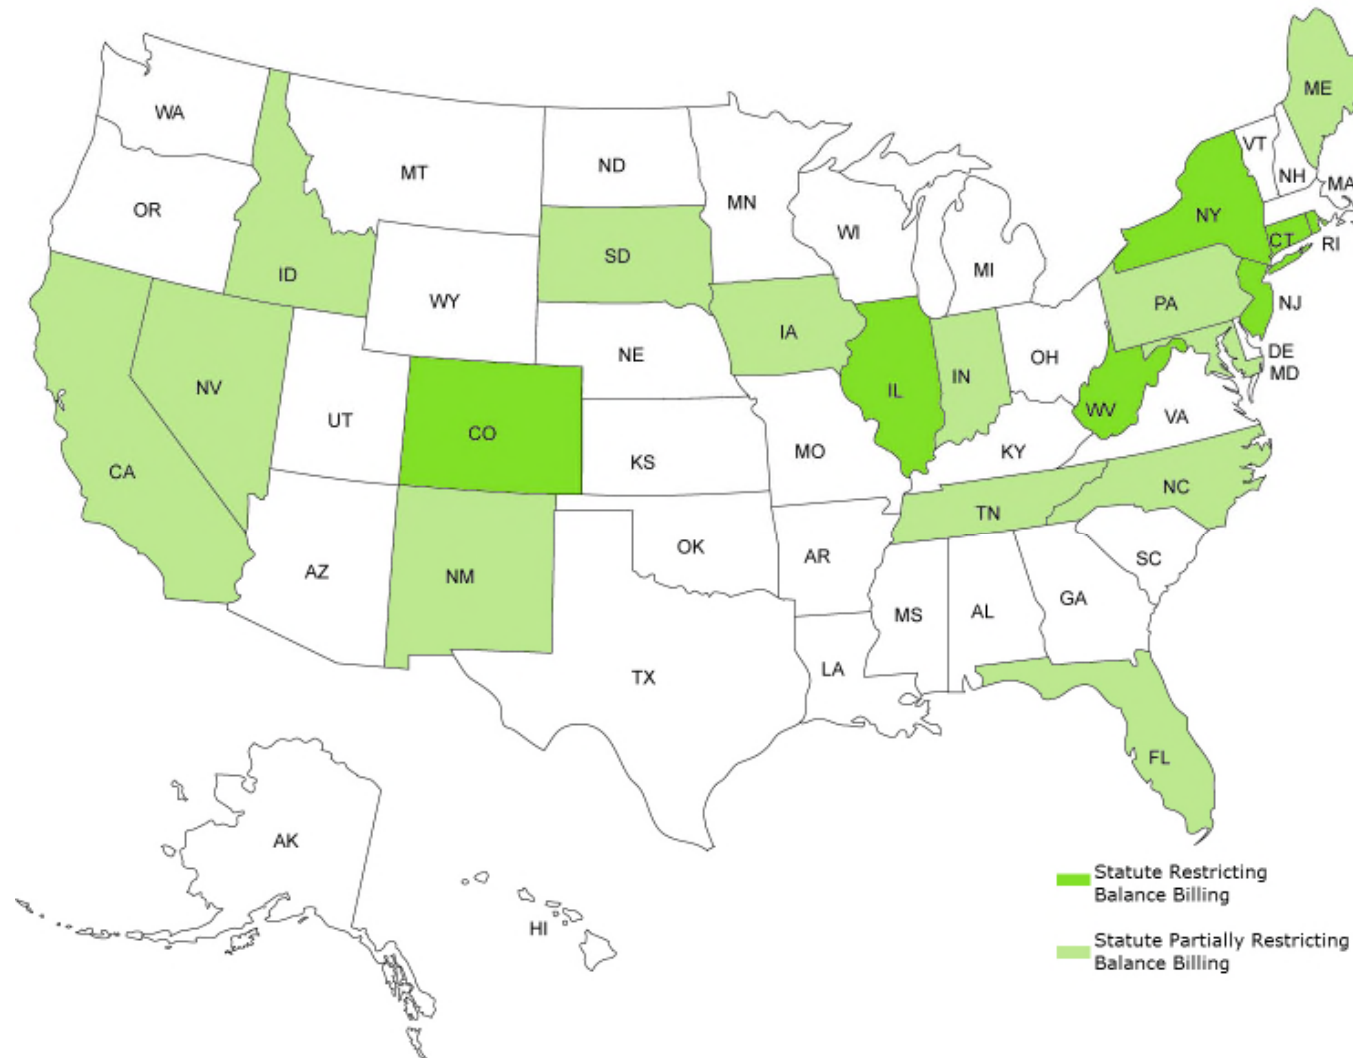 ME
WA
VT
NH
MT
ND
MN
MA
OR
NY
WI
CT
RI
SD
ID
MI
WY
PA
NJ
IA
NE
OH
DE
MD
NV
IN
IL
WV
UT
CO
VA
KS
MO
KY
CA
NC
TN
OK
AR
SC
AZ
NM
GA
MS
AL
LA
TX
FL
AK
HI
Statute Restricting
Balance Billing
Statute Partially Restricting
Balance Billing